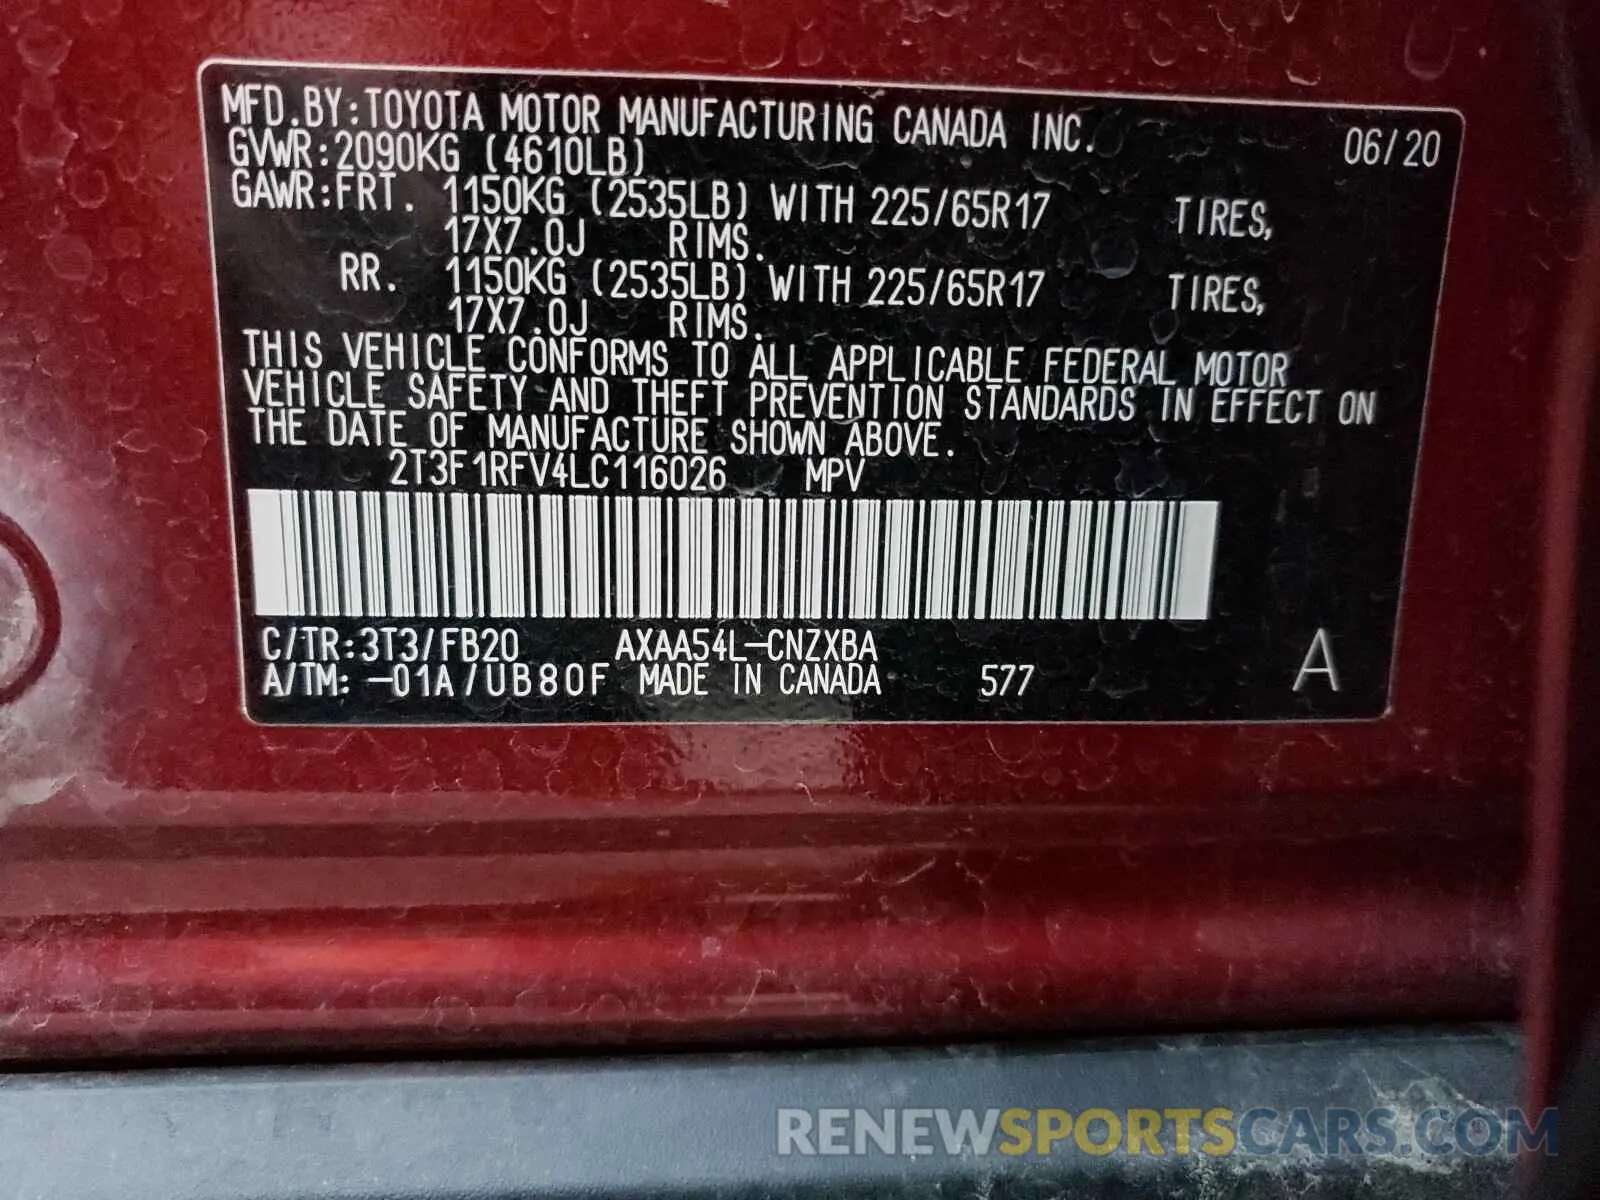 MFD.BY:TOYOTA MOTOR MANUFACTURING CANADA INC. 06/20
GVWR:2090KG (4610LB)
GAWR:FRT. 1150KG (2535LB) WITH 225/65R17 TIRES,
17X7.0J RIMS.
RR. 1150KG (2535LB) WITH 225/65R17 TIRES,
17X7.0J RIMS.
THIS VEHICLE CONFORMS TO ALL APPLICABLE FEDERAL MOTOR
VEHICLE SAFETY AND THEFT PREVENTION STANDARDS IN EFFECT ON
THE DATE OF MANUFACTURE SHOWN ABOVE.
2T3F1RFV4LC116026 MPV
C/TR:3T3/FB20 AXAA54L-CNZXBA A
A/TM:-01A/UB80F MADE IN CANADA 577
RENEWSPORTSCARS.COM